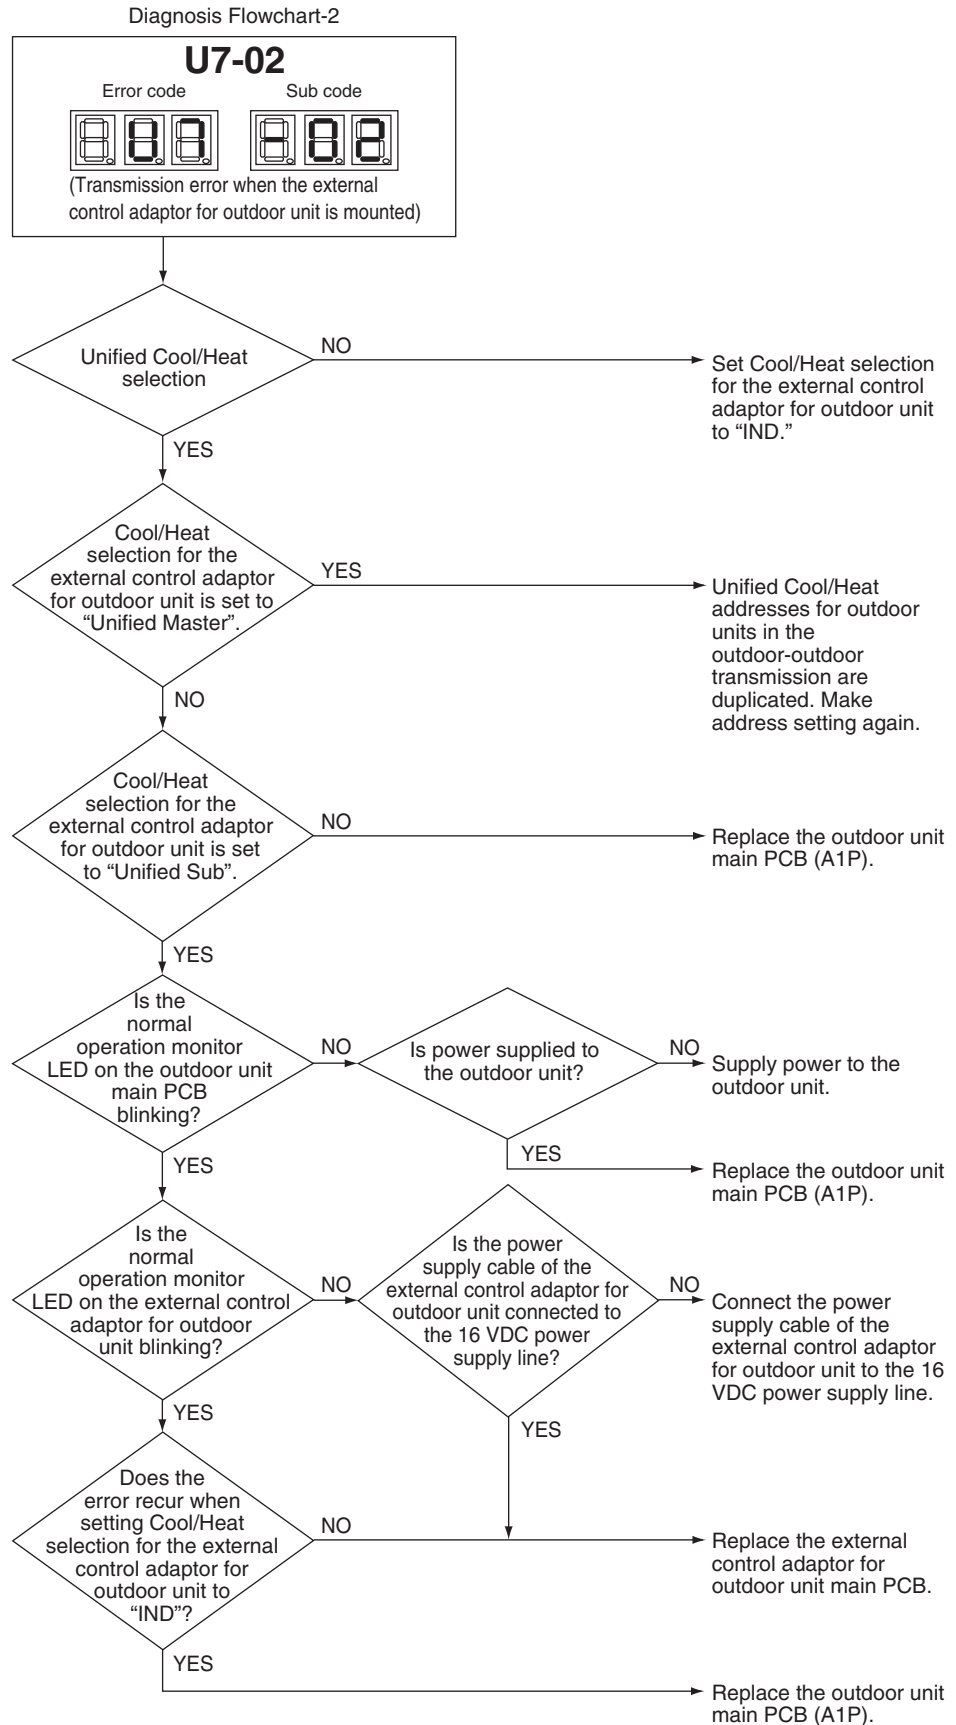 Diagnosis Flowchart-2
U7-02
Error code
Sub code
U7
-02
(Transmission error when the external
control adaptor for outdoor unit is mounted)
Unified Cool/Heat
selection
NO
Set Cool/Heat selection
for the external control
adaptor for outdoor unit
to “IND.”
YES
Cool/Heat
selection for the
external control adaptor
for outdoor unit is set to
“Unified Master”.
YES
Unified Cool/Heat
addresses for outdoor
units in the
outdoor-outdoor
transmission are
duplicated. Make
address setting again.
NO
Cool/Heat
selection for the
external control adaptor
for outdoor unit is set
to “Unified Sub”.
NO
Replace the outdoor unit
main PCB (A1P).
YES
Is the
normal
operation monitor
LED on the outdoor unit
main PCB
blinking?
NO
Is power supplied to
the outdoor unit?
NO
Supply power to the
outdoor unit.
YES
Replace the outdoor unit
main PCB (A1P).
YES
Is the
normal
operation monitor
LED on the external control
adaptor for outdoor
unit blinking?
NO
Is the power
supply cable of the
external control adaptor for
outdoor unit connected to
the 16 VDC power
supply line?
NO
Connect the power
supply cable of the
external control adaptor
for outdoor unit to the 16
VDC power supply line.
YES
YES
Does the
error recur when
setting Cool/Heat
selection for the external
control adaptor for
outdoor unit to
“IND”?
NO
Replace the external
control adaptor for
outdoor unit main PCB.
YES
Replace the outdoor unit
main PCB (A1P).